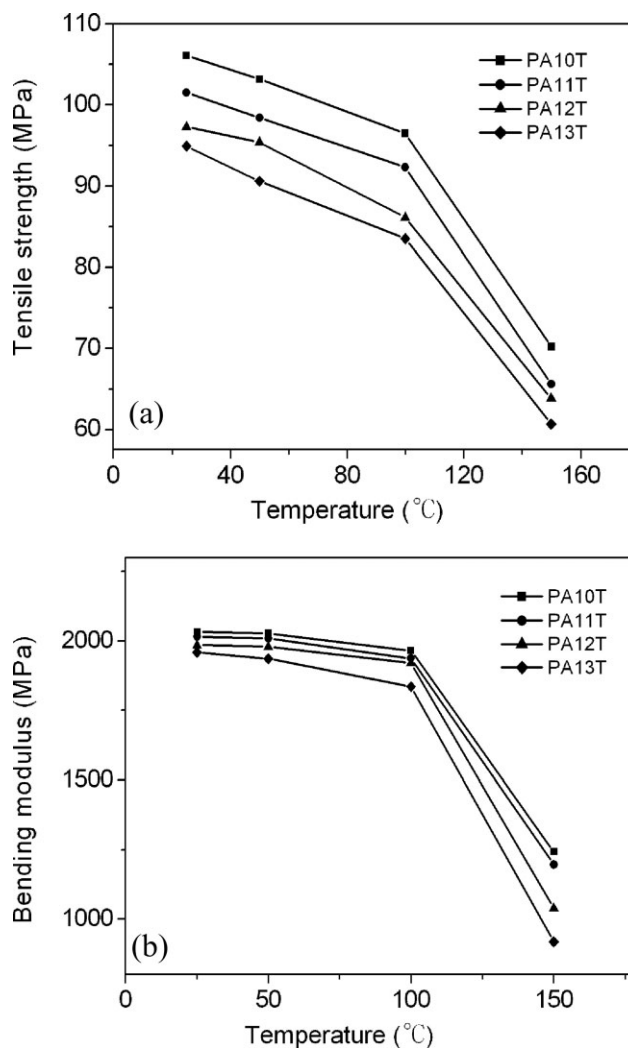 110
100
90
80
70
60
Tensile strength (MPa)
PA10T
PA11T
PA12T
PA13T
(a)
0 40 80 120 160
Temperature (℃)
2000
1500
1000
Bending modulus (MPa)
PA10T
PA11T
PA12T
PA13T
(b)
0 50 100 150
Temperature (℃)